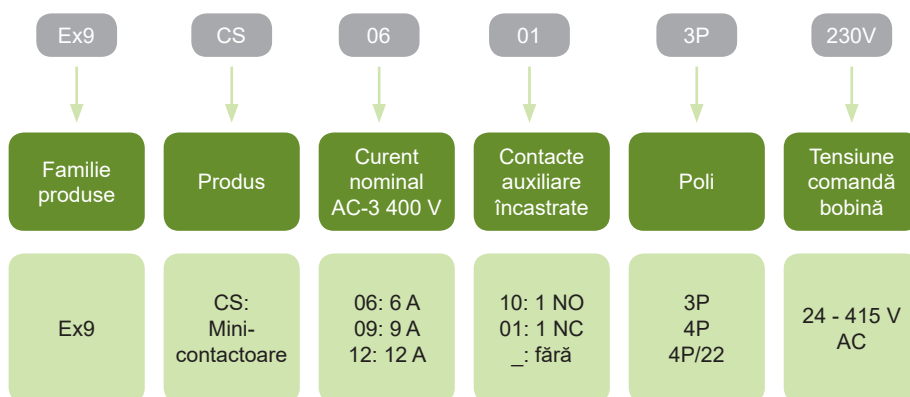 Ex9
CS
06
01
3P
230V
Familie
produse
Produs
Curent
nominal
AC-3 400 V
Contacte
auxiliare
încastrate
Poli
Tensiune
comandă
bobină
Ex9
CS:
Mini-
contactoare
06: 6 A
09: 9 A
12: 12 A
10: 1 NO
01: 1 NC
_: fără
3P
4P
4P/22
24 - 415 V
AC